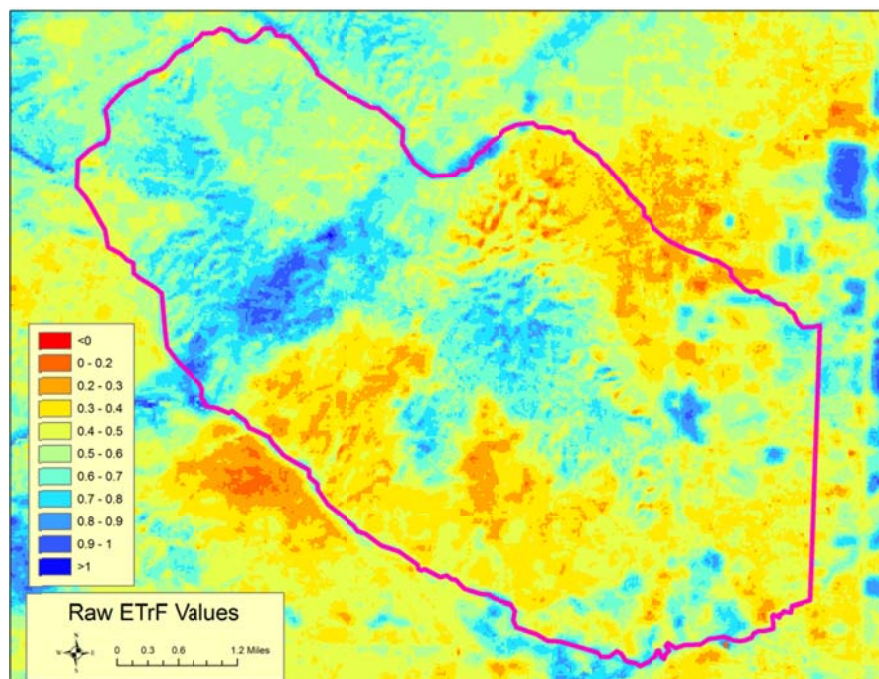 <0
0 - 0.2
0.2 - 0.3
0.3 - 0.4
0.4 - 0.5
0.5 - 0.6
0.6 - 0.7
0.7 - 0.8
0.8 - 0.9
0.9 - 1
>1
Raw ETrF Values
N
W E
S
0 0.3 0.6 1.2 Miles